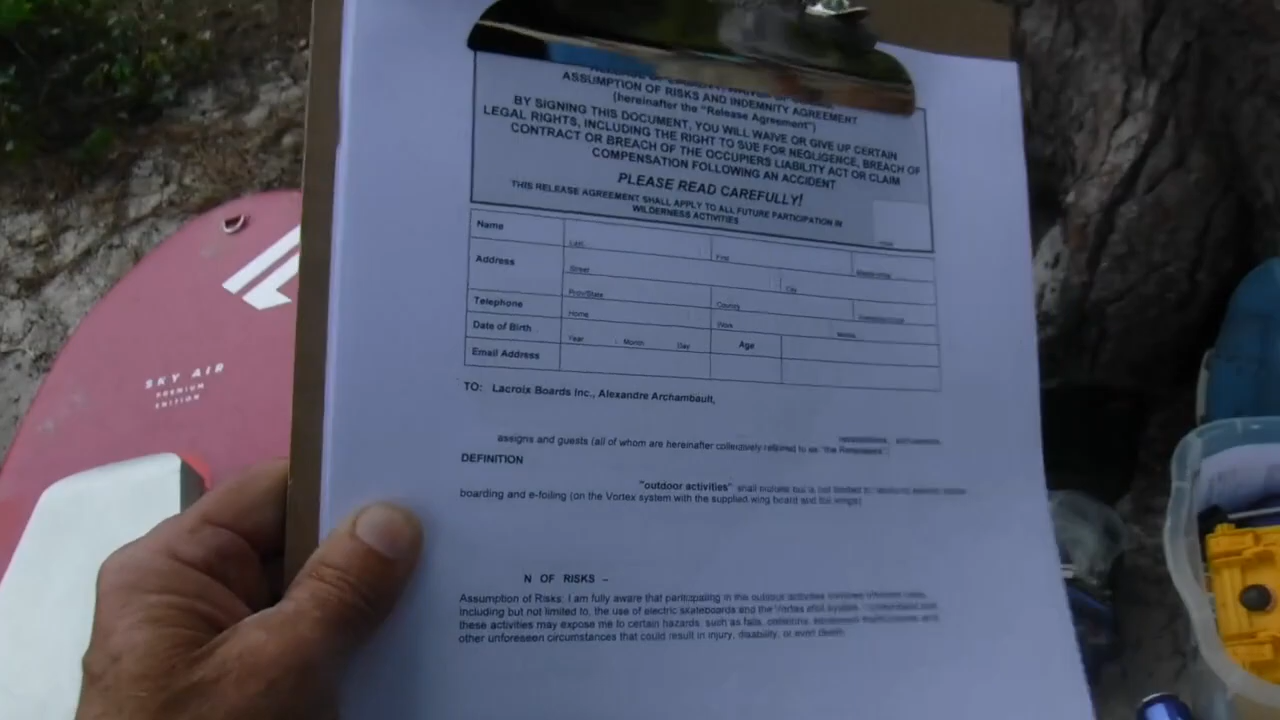 ASSUMPTION OF RISKS AND INDEMNITY AGREEMENT
(hereinafter the "Release Agreement")
BY SIGNING THIS DOCUMENT, YOU WILL WAIVE OR GIVE UP CERTAIN
LEGAL RIGHTS, INCLUDING THE RIGHT TO SUE FOR NEGLIGENCE, BREACH OF
CONTRACT OR BREACH OF THE OCCUPIERS LIABILITY ACT OR CLAIM
COMPENSATION FOLLOWING AN ACCIDENT
PLEASE READ CAREFULLY!
THIS RELEASE AGREEMENT SHALL APPLY TO ALL FUTURE PARTICIPATION IN
WILDERNESS ACTIVITIES
Name
Last First
Address
Street City
Prov/State Country
Telephone
Home Work Mobile
Date of Birth
Year Month Day Age
Email Address
TO: Lacroix Boards Inc., Alexandre Archambault,
assigns and guests (all of whom are hereinafter collectively referred to as "the Releasees"
DEFINITION
"outdoor activities" shall include but is not limited to
boarding and e-foiling (on the Vortex system with the supplied wing board and the wings)
N OF RISKS –
Assumption of Risks: I am fully aware that participating in the outdoor activities
including but not limited to, the use of electric skateboards and the Vortex
these activities may expose me to certain hazards, such as falls, collisions,
other unforeseen circumstances that could result in injury, disability, or even death.
SKY AIR
PREMIUM
EDITION